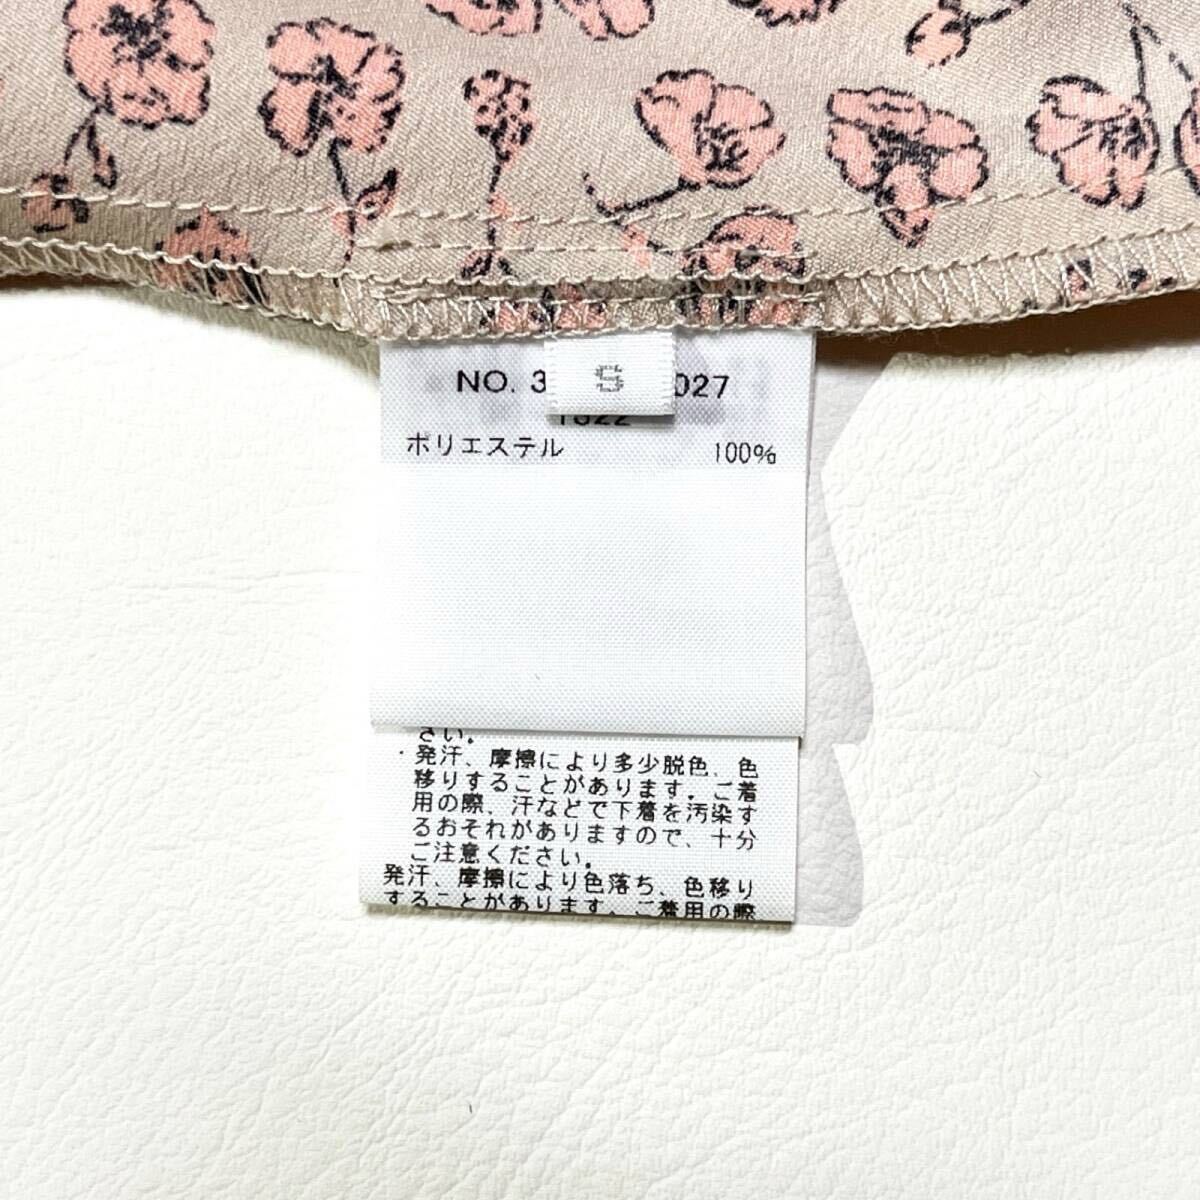 NO. 3 S 027
1622
ポリエステル 100%
さい。
・発汗、摩擦により多少脱色、色
移りすることがあります。ご着
用の際、汗などで下着を汚染す
るおそれがありますので、十分
ご注意ください。
発汗、摩擦により色落ち、色移り
することがあります。ご着用の際